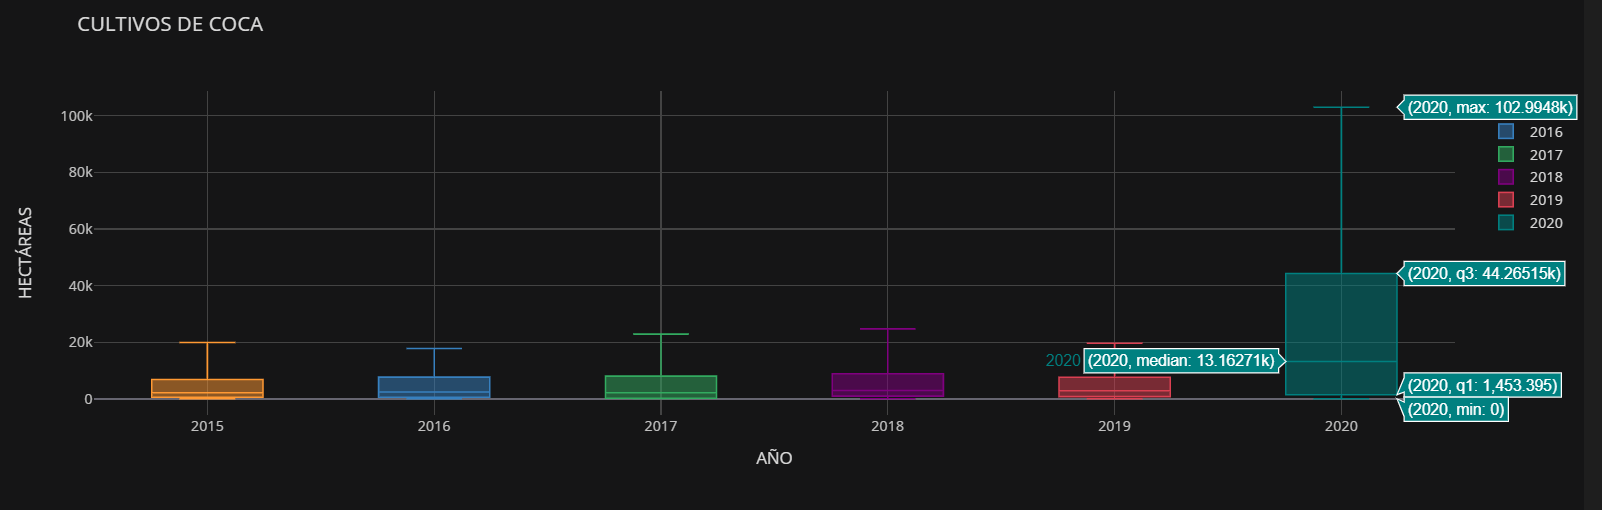 CULTIVOS DE COCA
100k
80k
60k
40k
20k
0
HECTÁREAS
2015
2016
2017
2018
2019
2020
AÑO
(2020, max: 102.9948k)
2016
2017
2018
2019
2020
(2020, q3: 44.26515k)
2020
(2020, median: 13.16271k)
(2020, q1: 1,453.395)
(2020, min: 0)